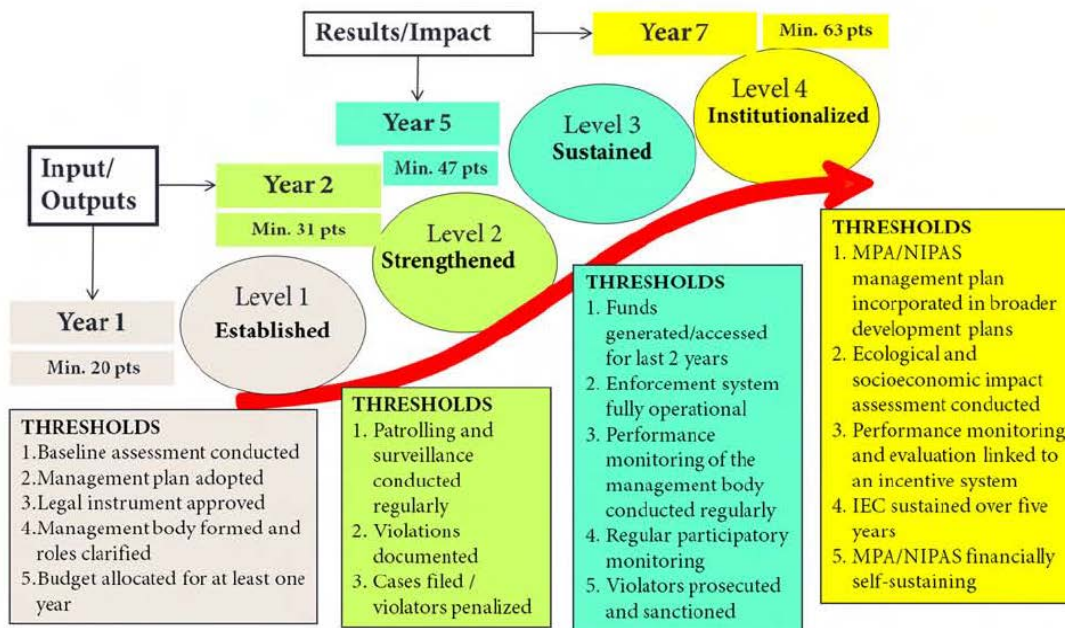 Results/Impact
Year 7
Min. 63 pts
Level 4
Institutionalized
Year 5
Min. 47 pts
Level 3
Sustained
Input/
Outputs
Year 2
Min. 31 pts
Level 2
Strengthened
Year 1
Min. 20 pts
Level 1
Established
THRESHOLDS
1.Baseline assessment conducted
2.Management plan adopted
3.Legal instrument approved
4.Management body formed and
roles clarified
5.Budget allocated for at least one
year
THRESHOLDS
1. Patrolling and
surveillance
conducted
regularly
2. Violations
documented
3. Cases filed /
violators penalized
THRESHOLDS
1. Funds
generated/accessed
for last 2 years
2. Enforcement system
fully operational
3. Performance
monitoring of the
management body
conducted regularly
4. Regular participatory
monitoring
5. Violators prosecuted
and sanctioned
THRESHOLDS
1. MPA/NIPAS
management plan
incorporated in broader
development plans
2. Ecological and
socioeconomic impact
assessment conducted
3. Performance monitoring
and evaluation linked to
an incentive system
4. IEC sustained over five
years
5. MPA/NIPAS financially
self-sustaining